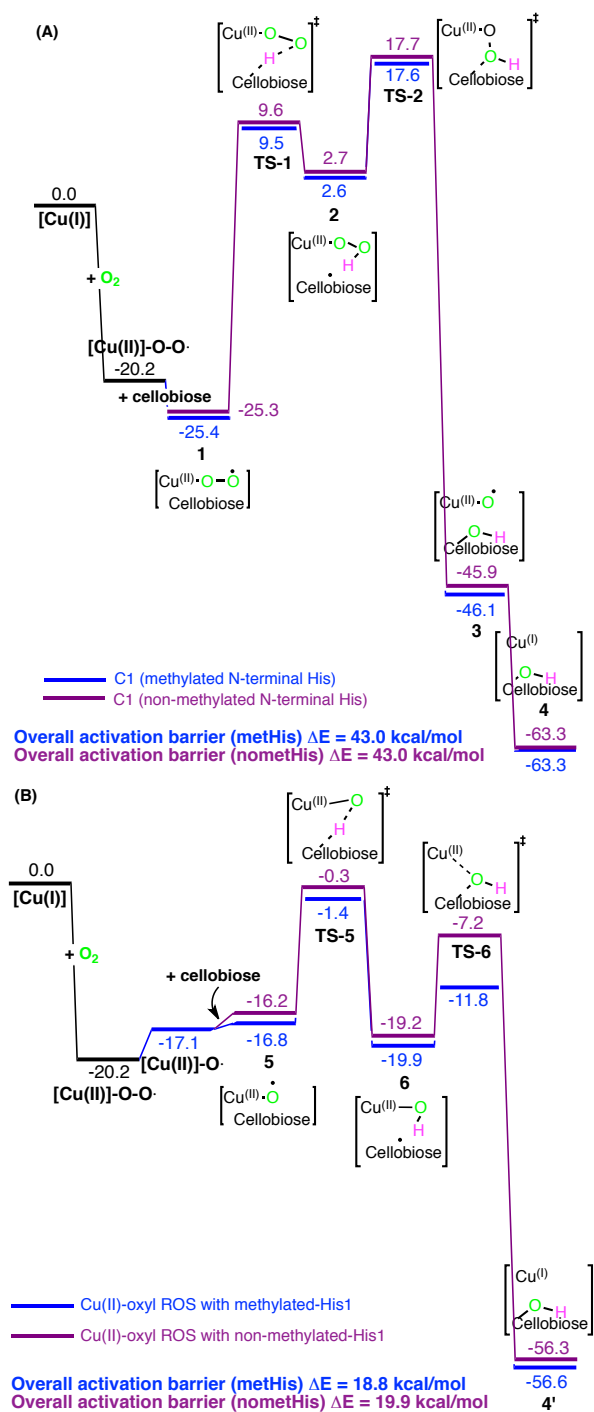 (A)
Cu(II) O O ‡
H
Cellobiose
9.6
9.5
TS-1
17.7
17.6
TS-2
Cu(II) O ‡
O H
Cellobiose
0.0
[Cu(I)]
+ O2
[Cu(II)]-O-O·
-20.2
+ cellobiose
-25.3
-25.4
1
Cu(II) O O
Cellobiose
2.7
2.6
2
Cu(II) O O
H
Cellobiose
Cu(II) O
O H
Cellobiose
-45.9
-46.1
3
Cu(I)
O H
Cellobiose
4
-63.3
-63.3
C1 (methylated N-terminal His)
C1 (non-methylated N-terminal His)
Overall activation barrier (metHis) ΔE = 43.0 kcal/mol
Overall activation barrier (nometHis) ΔE = 43.0 kcal/mol
(B)
Cu(II) O ‡
H
Cellobiose
-0.3
-1.4
TS-5
Cu(II) ‡
O H
Cellobiose
-7.2
TS-6
-11.8
0.0
[Cu(I)]
+ O2
-20.2
[Cu(II)]-O-O·
-17.1
[Cu(II)]-O·
+ cellobiose
-16.2
-16.8
5
Cu(II) O
Cellobiose
-19.2
-19.9
6
Cu(II) O
H
Cellobiose
Cu(I)
O H
Cellobiose
-56.3
-56.6
4'
Cu(II)-oxyl ROS with methylated-His1
Cu(II)-oxyl ROS with non-methylated-His1
Overall activation barrier (metHis) ΔE = 18.8 kcal/mol
Overall activation barrier (nometHis) ΔE = 19.9 kcal/mol